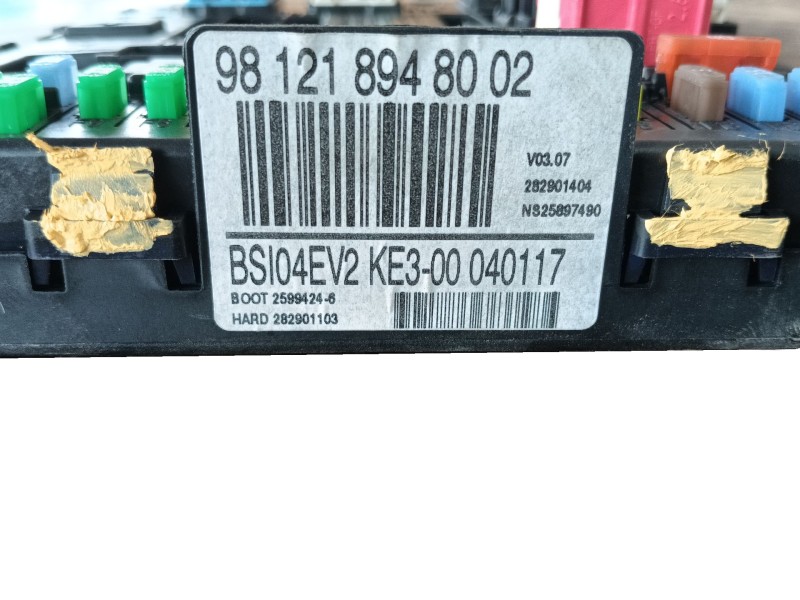 98 121 894 80 02
V03.07
282901404
NS25897490
BSI04EV2 KE3-00 040117
BOOT 2599424-6
HARD 282901103